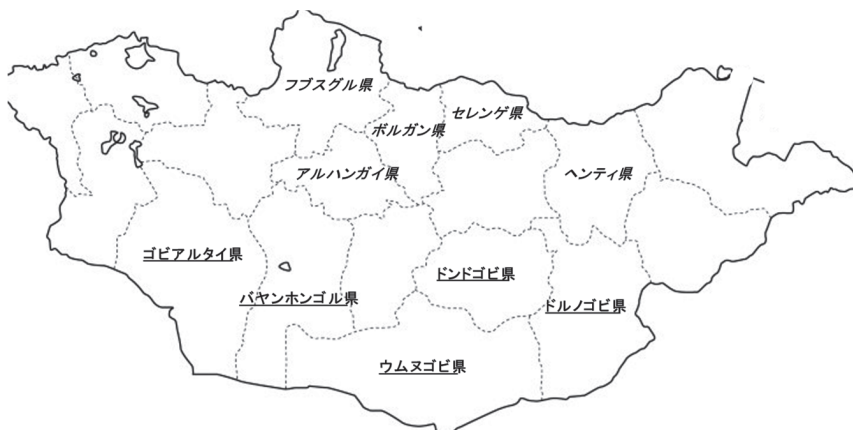 フブスグル県
セレンゲ県
ボルガン県
アルハンガイ県
ヘンティ県
ゴビアルタイ県
ドンドゴビ県
バヤンホンゴル県
ドルノゴビ県
ウムヌゴビ県